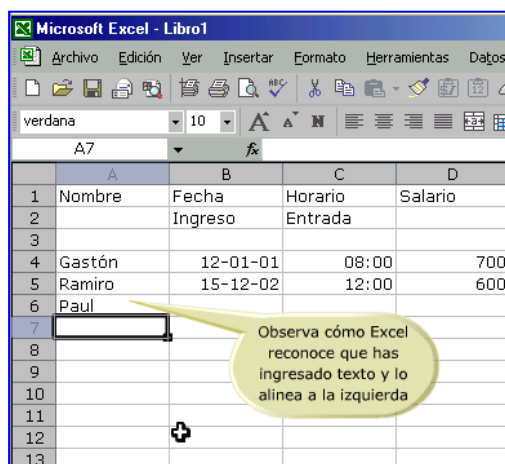 Microsoft Excel - Libro1
Archivo Edición Ver Insertar Formato Herramientas Datos
ABC
12
verdana 10 A A N
A7 fx
A B C D
1 Nombre Fecha Horario Salario
2 Ingreso Entrada
3
4 Gastón 12-01-01 08:00 700
5 Ramiro 15-12-02 12:00 600
6 Paul
7
8
9
10
11
12
13
Observa cómo Excel
reconoce que has
ingresado texto y lo
alinea a la izquierda